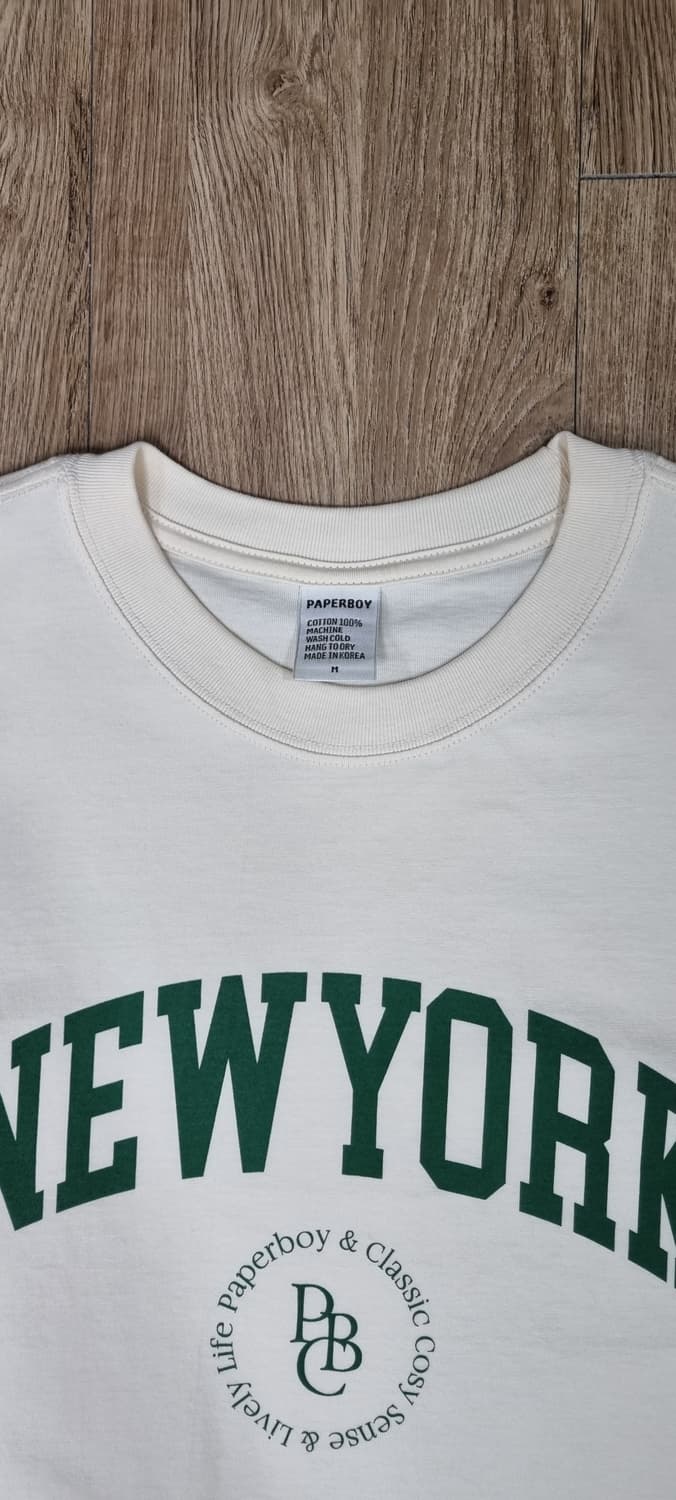 PAPERBOY
COTTON 100%
MACHINE
WASH COLD
HANG TO DRY
MADE IN KOREA
M
NEWYORK
Paperboy & Classic Cosy Sense & Lively Life
PBC